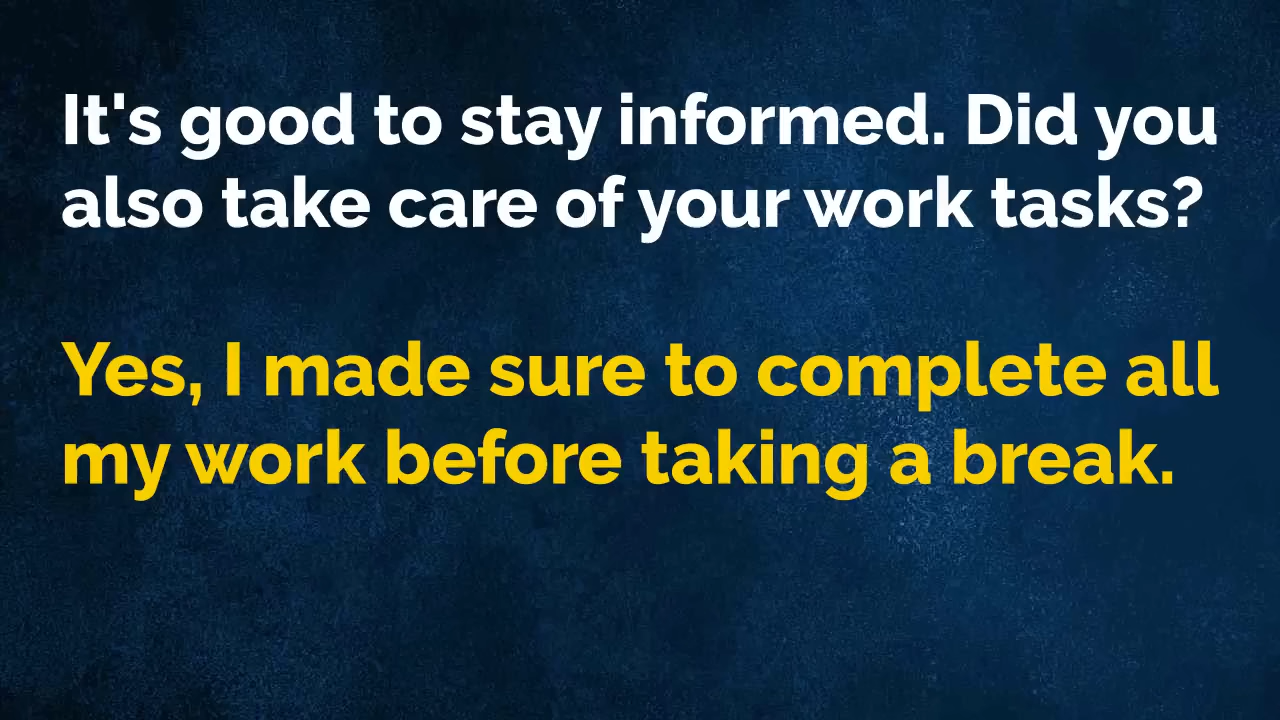 It's good to stay informed. Did you
also take care of your work tasks?
Yes, I made sure to complete all
my work before taking a break.